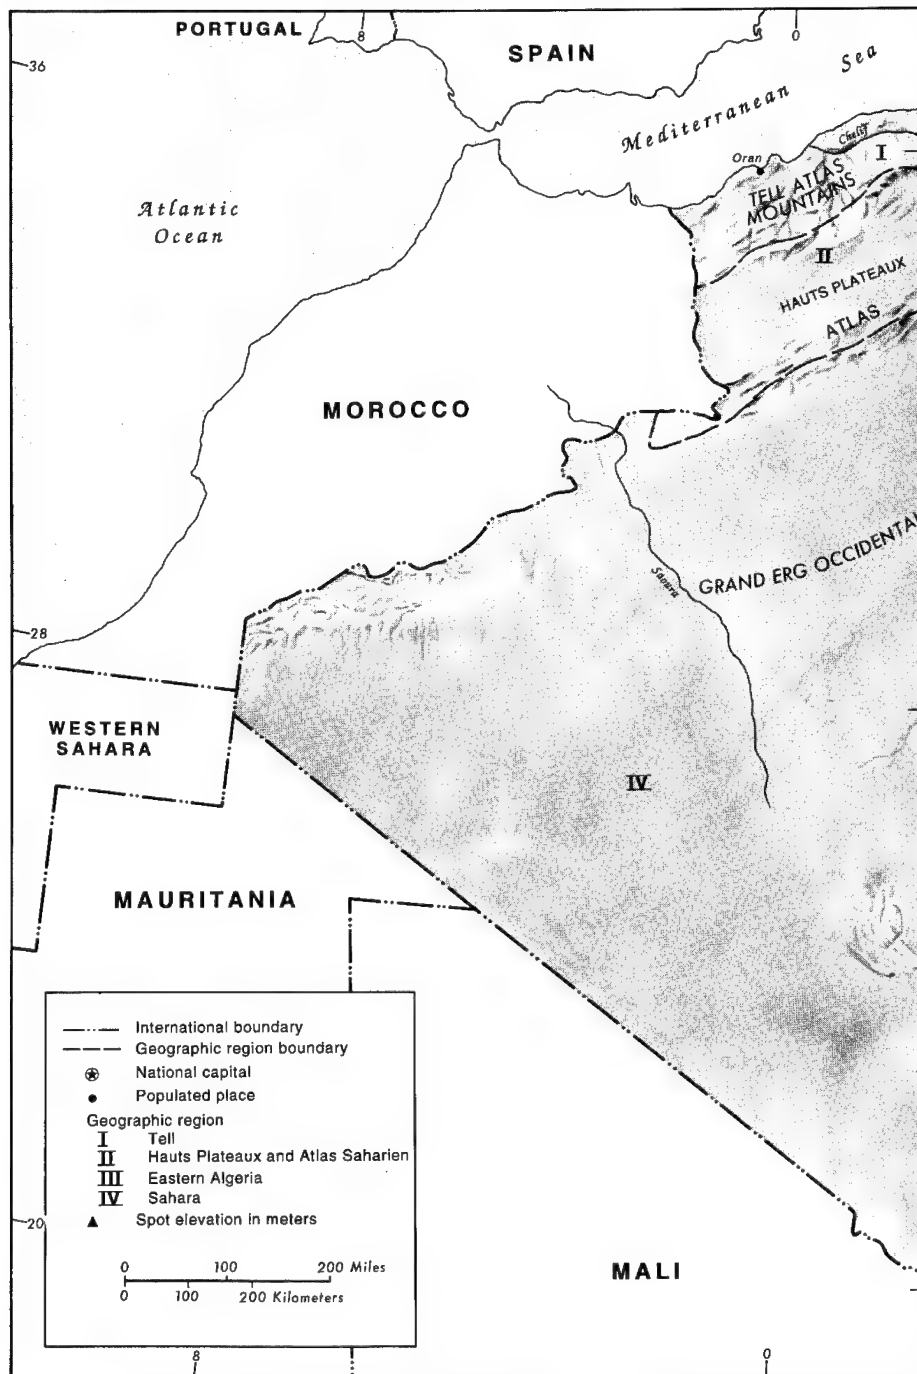 PORTUGAL
8
0
SPAIN
36
Mediterranean Sea
Chelif
Oran
I
TELL ATLAS
MOUNTAINS
Atlantic
Ocean
II
HAUTS PLATEAUX
ATLAS
MOROCCO
GRAND ERG OCCIDENTAL
Saoura
28
WESTERN
SAHARA
IV
MAURITANIA
International boundary
Geographic region boundary
National capital
Populated place
Geographic region
I Tell
II Hauts Plateaux and Atlas Saharien
III Eastern Algeria
IV Sahara
Spot elevation in meters
20
0 100 200 Miles
0 100 200 Kilometers
MALI
8
0